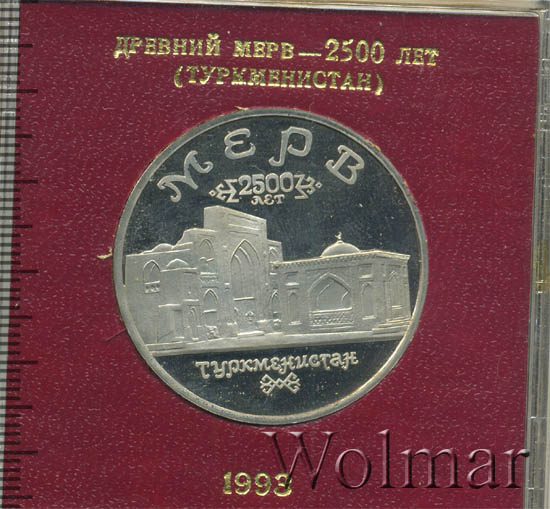 ДРЕВНИЙ МЕРВ—2500 ЛЕТ
(ТУРКМЕНИСТАН)
МЕРВ
2500
ЛЕТ
ТУРКМЕНИСТАН
1993
Wolmar